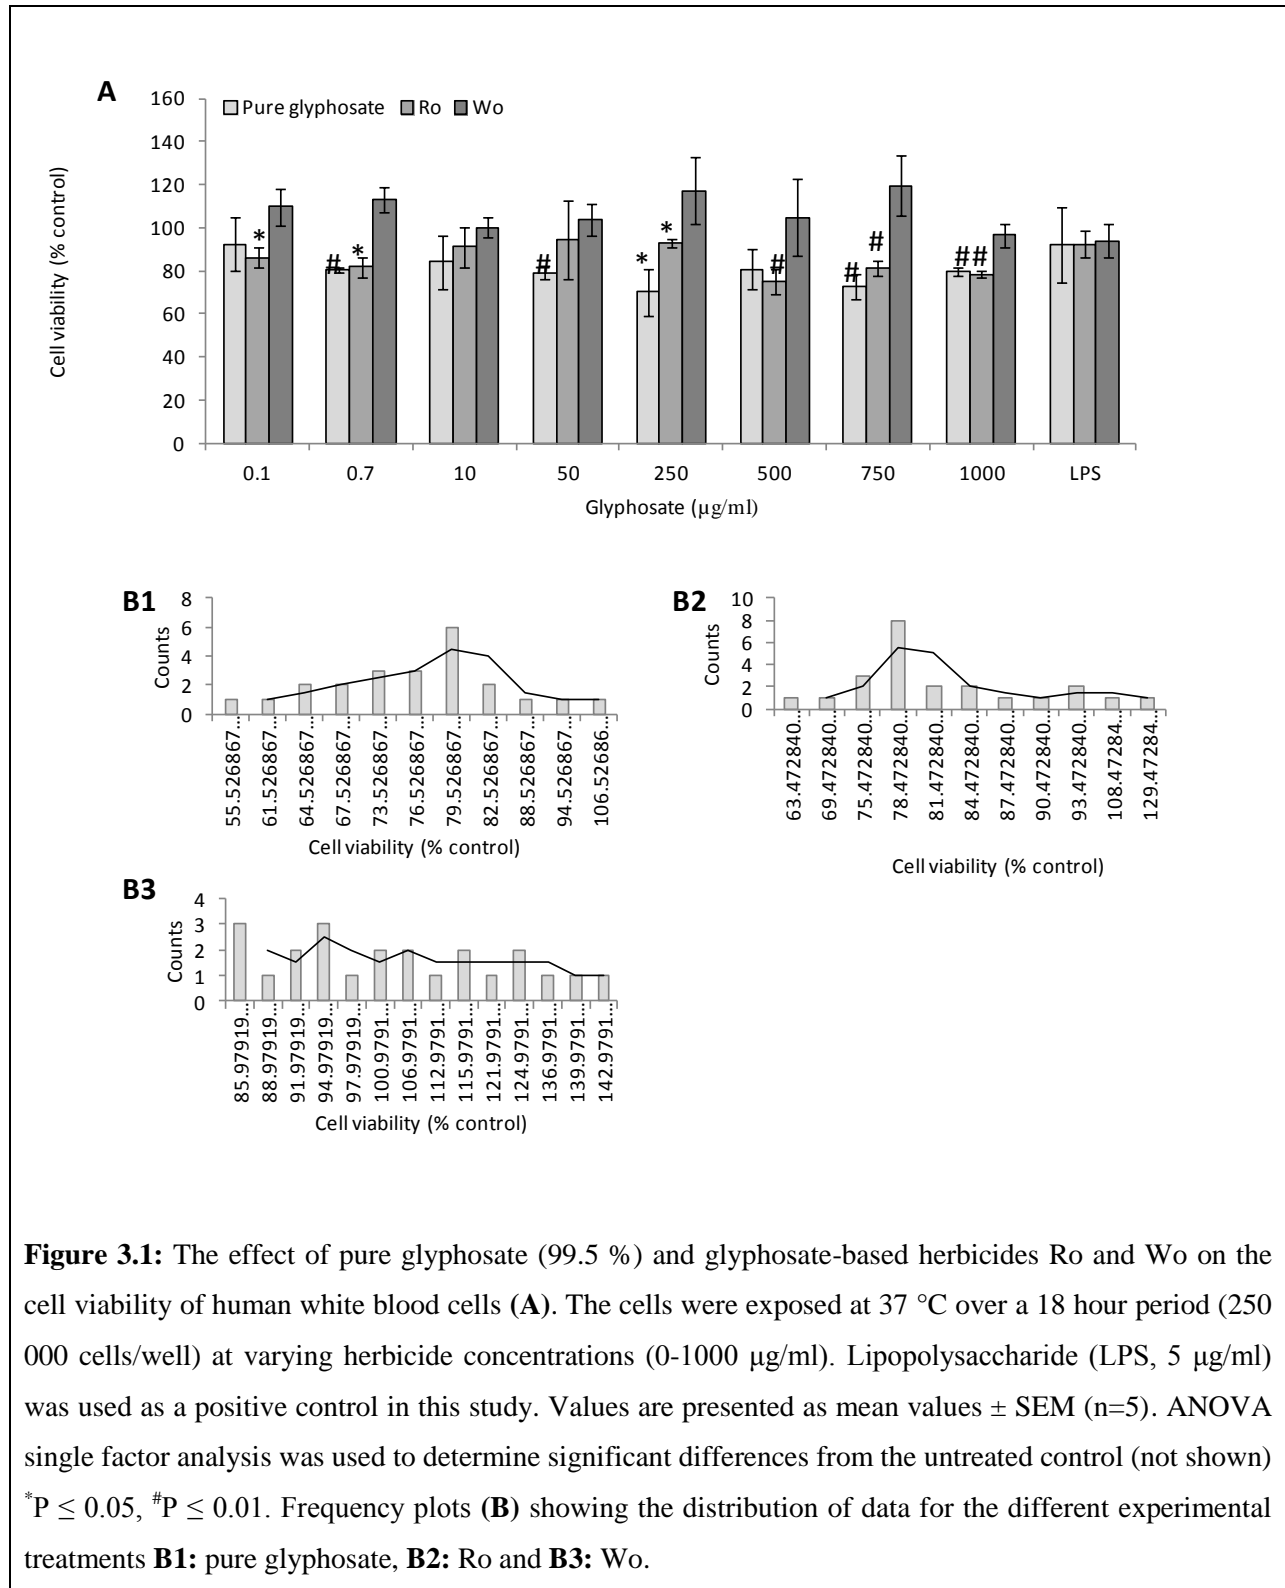 A
160
140
120
100
80
60
40
20
0
Cell viability (% control)
Pure glyphosate Ro Wo
* # * # * * # # # ##
0.1 0.7 10 50 250 500 750 1000 LPS
Glyphosate (µg/ml)
B1
8
6
4
2
0
Counts
55.526867...
61.526867...
64.526867...
67.526867...
73.526867...
76.526867...
79.526867...
82.526867...
88.526867...
94.526867...
106.52686...
Cell viability (% control)
B2
10
8
6
4
2
0
Counts
63.472840...
69.472840...
75.472840...
78.472840...
81.472840...
84.472840...
87.472840...
90.472840...
93.472840...
108.47284...
129.47284...
Cell viability (% control)
B3
4
3
2
1
0
Counts
85.97919...
88.97919...
91.97919...
94.97919...
97.97919...
100.9791...
106.9791...
112.9791...
115.9791...
121.9791...
124.9791...
136.9791...
139.9791...
142.9791...
Cell viability (% control)
Figure 3.1: The effect of pure glyphosate (99.5 %) and glyphosate-based herbicides Ro and Wo on the
cell viability of human white blood cells (A). The cells were exposed at 37 °C over a 18 hour period (250
000 cells/well) at varying herbicide concentrations (0-1000 µg/ml). Lipopolysaccharide (LPS, 5 µg/ml)
was used as a positive control in this study. Values are presented as mean values ± SEM (n=5). ANOVA
single factor analysis was used to determine significant differences from the untreated control (not shown)
*P ≤ 0.05, #P ≤ 0.01. Frequency plots (B) showing the distribution of data for the different experimental
treatments B1: pure glyphosate, B2: Ro and B3: Wo.